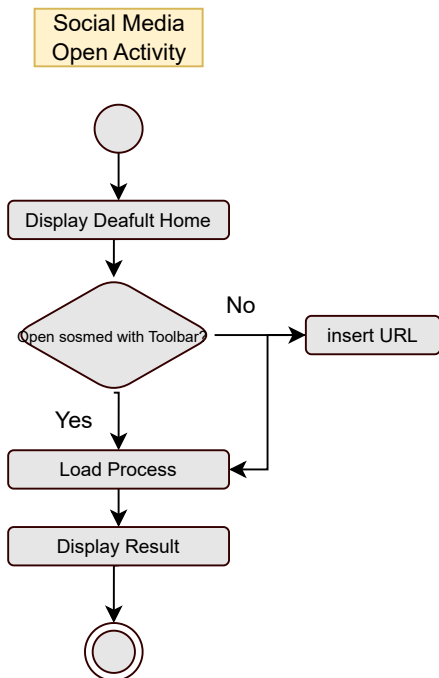 Social Media
Open Activity
Display Deafult Home
Open sosmed with Toolbar?
No
insert URL
Yes
Load Process
Display Result